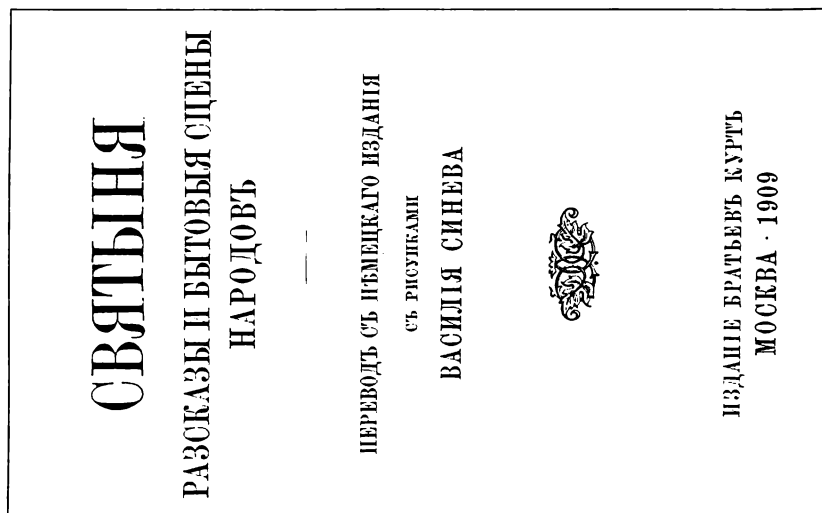 СВЯТЫНЯ
РАЗСКАЗЫ И БЫТОВЫЯ СЦЕНЫ
НАРОДОВЪ
ПЕРЕВОДЪ СЪ НѢМЕЦКАГО ИЗДАНІЯ
СЪ РИСУНКАМИ
ВАСИЛІЯ СИНЕВА
ИЗДАНІЕ БРАТЬЕВЪ КУРТЪ
МОСКВА · 1909